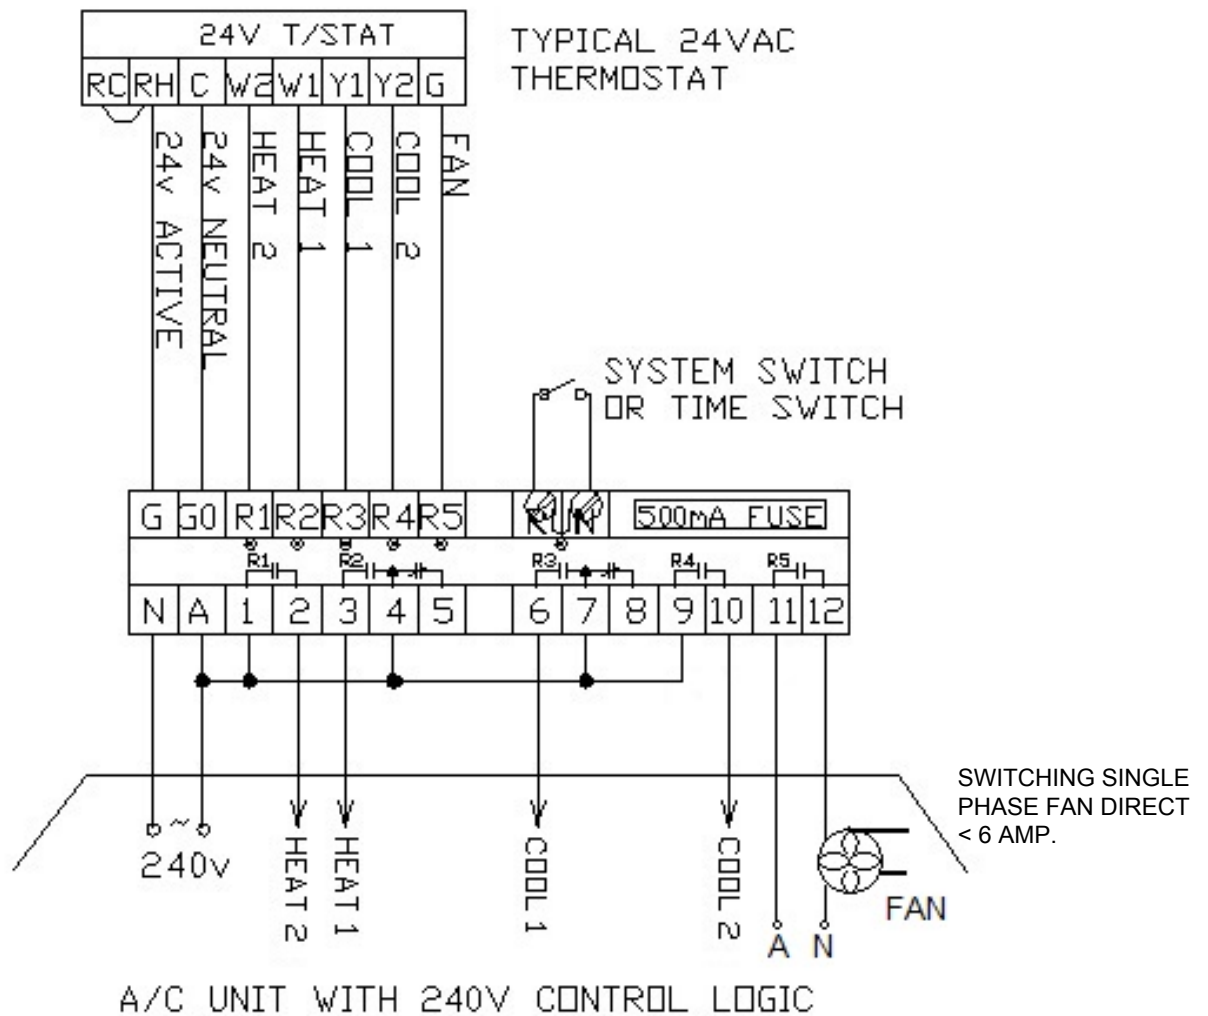 24V T/STAT
TYPICAL 24VAC
THERMOSTAT
RC RH C W2 W1 Y1 Y2 G
24v ACTIVE
24v NEUTRAL
HEAT 2
HEAT 1
COOL 1
COOL 2
FAN
SYSTEM SWITCH
OR TIME SWITCH
G G0 R1 R2 R3 R4 R5
500mA FUSE
R1 R2 R3 R4 R5
N A 1 2 3 4 5 6 7 8 9 10 11 12
SWITCHING SINGLE
PHASE FAN DIRECT
< 6 AMP.
~
240v
HEAT 2
HEAT 1
COOL 1
COOL 2
FAN
A N
A/C UNIT WITH 240V CONTROL LOGIC